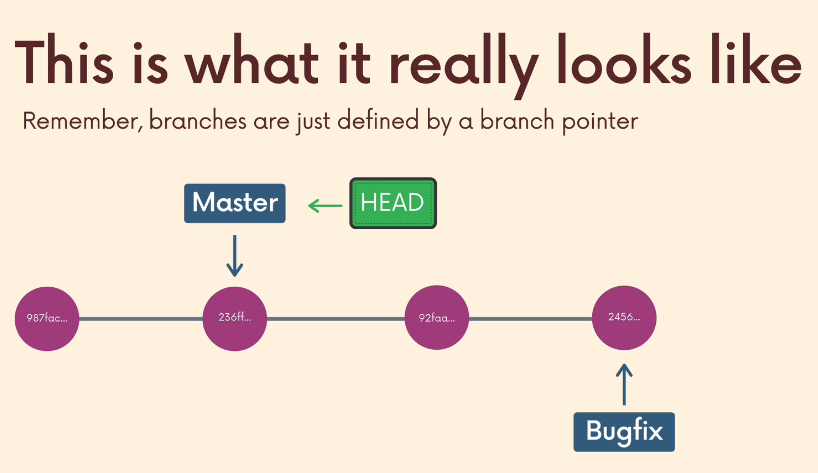 This is what it really looks like
Remember, branches are just defined by a branch pointer
Master
HEAD
987fac...
236ff...
92faa...
2456...
Bugfix